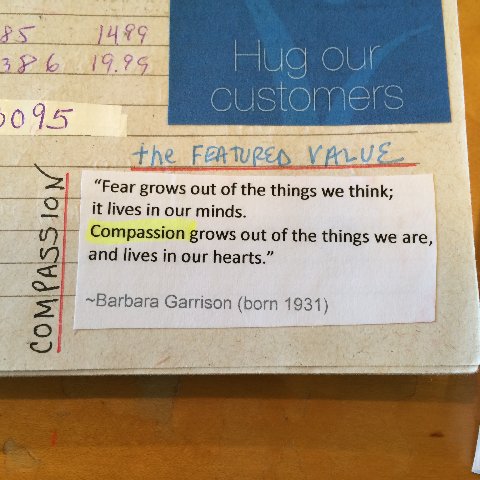 85 1499
386 19.99
Hug our
customers
0095
the FEATURED VALUE
COMPASSION
“Fear grows out of the things we think;
it lives in our minds.
Compassion grows out of the things we are,
and lives in our hearts.”
~Barbara Garrison (born 1931)